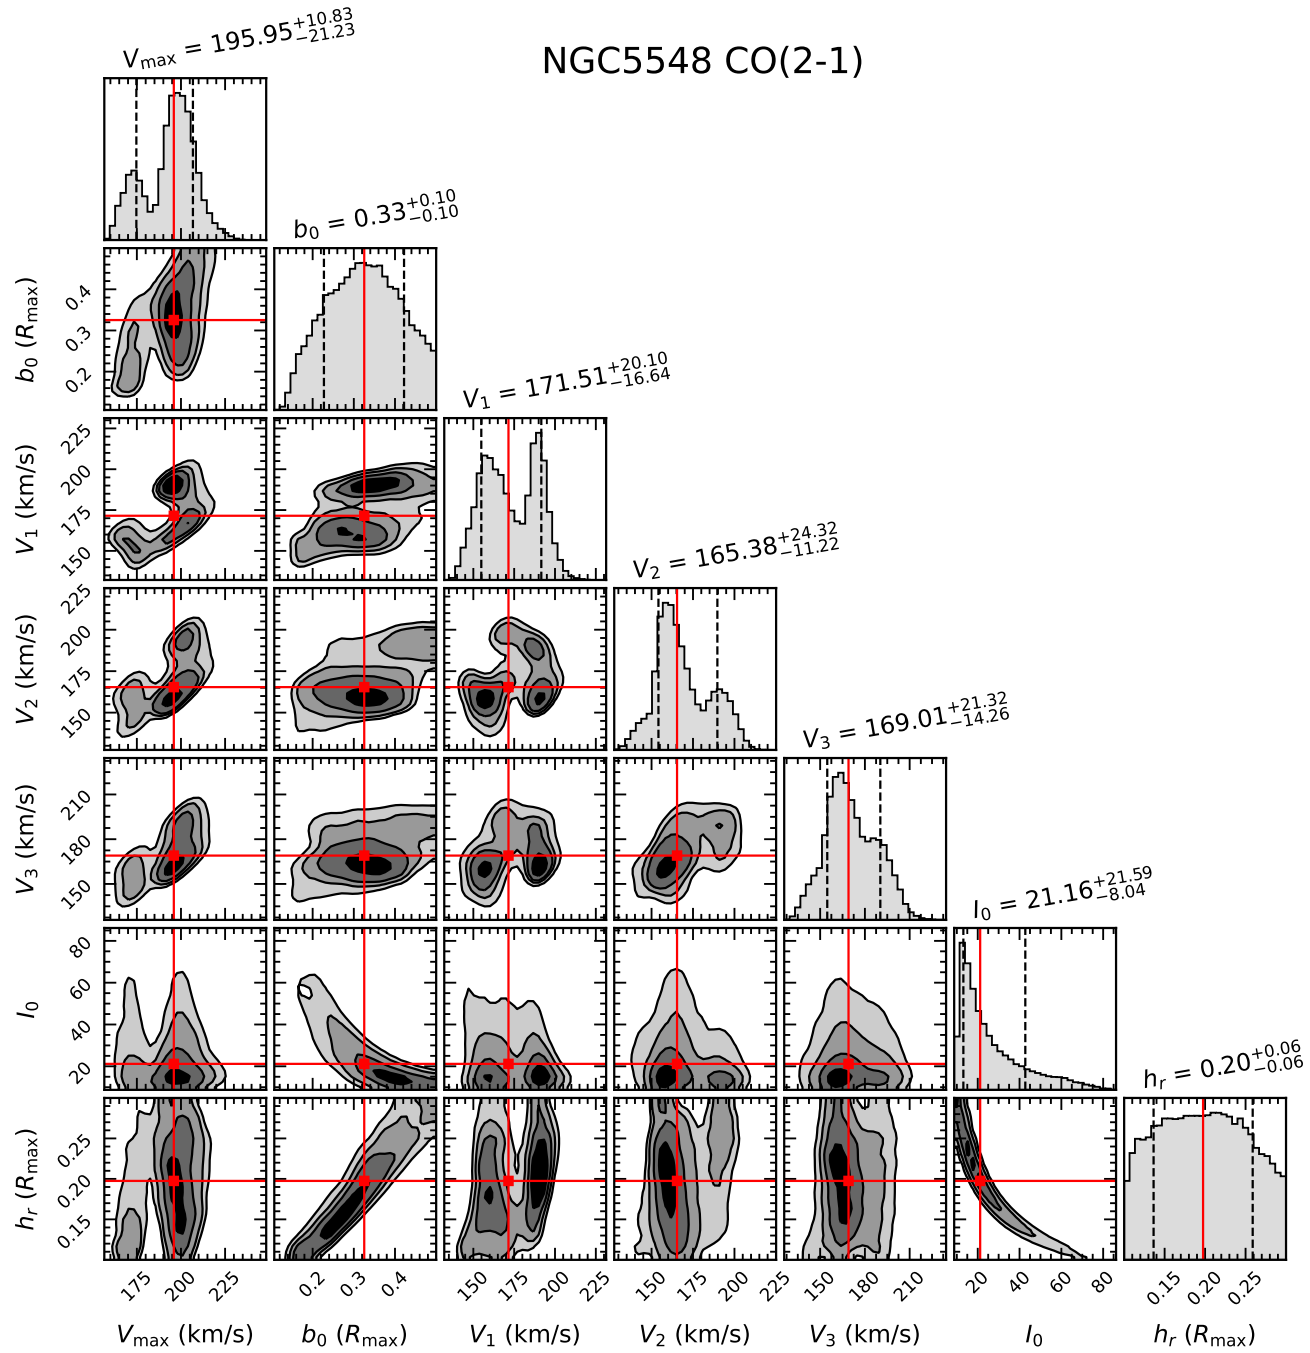 NGC5548 CO(2-1)
V_max = 195.95 +10.83 −21.23
b_0 = 0.33 +0.10 −0.10
V_1 = 171.51 +20.10 −16.64
V_2 = 165.38 +24.32 −11.22
V_3 = 169.01 +21.32 −14.26
I_0 = 21.16 +21.59 −8.04
h_r = 0.20 +0.06 −0.06
b_0 (R_max)
0.4
0.3
0.2
V_1 (km/s)
225
200
175
150
V_2 (km/s)
225
200
175
150
V_3 (km/s)
210
180
150
I_0
80
60
40
20
h_r (R_max)
0.25
0.20
0.15
175 200 225
0.2 0.3 0.4
150 175 200 225
150 175 200 225
150 180 210
20 40 60 80
0.15 0.20 0.25
V_max (km/s)
b_0 (R_max)
V_1 (km/s)
V_2 (km/s)
V_3 (km/s)
I_0
h_r (R_max)